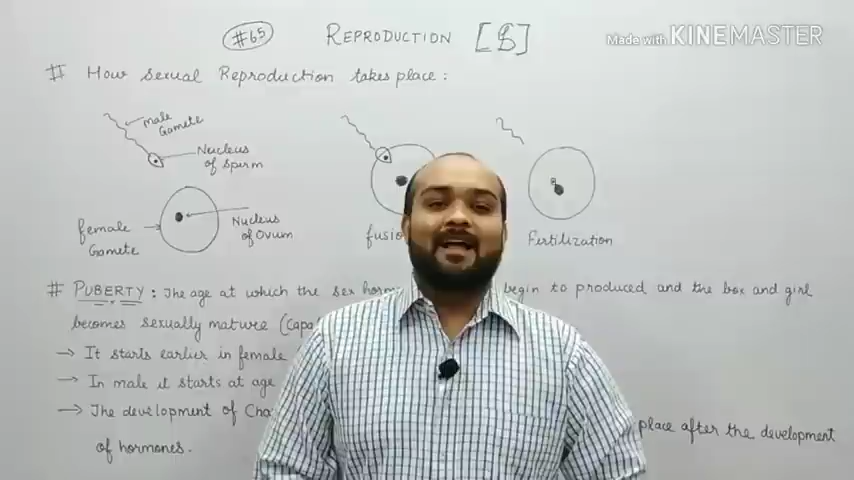 #65 REPRODUCTION [8]
Made with KINEMASTER
# How sexual Reproduction takes place :
male Gamete
Nucleus of Sperm
female Gamete
Nucleus of Ovum
fusio
Fertilization
# PUBERTY : The age at which the sex horm begin to produced and the box and girl
becomes sexually mature (Capa
→ It starts earlier in female
→ In male it starts at age
→ The development of Cha place after the development
of hormones.